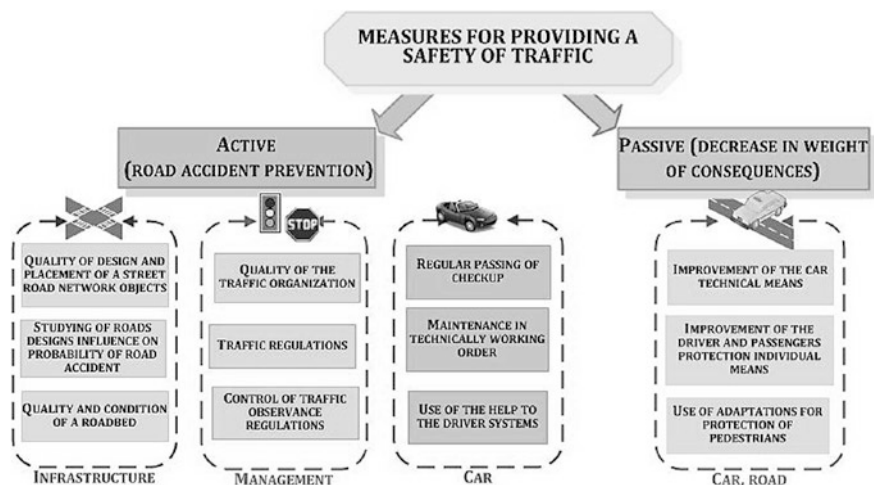 MEASURES FOR PROVIDING A
SAFETY OF TRAFFIC
ACTIVE
(ROAD ACCIDENT PREVENTION)
PASSIVE (DECREASE IN WEIGHT
OF CONSEQUENCES)
STOP
QUALITY OF DESIGN AND
PLACEMENT OF A STREET
ROAD NETWORK OBJECTS
STUDYING OF ROADS
DESIGNS INFLUENCE ON
PROBABILITY OF ROAD
ACCIDENT
QUALITY AND CONDITION
OF A ROADBED
INFRASTRUCTURE
QUALITY OF THE
TRAFFIC ORGANIZATION
TRAFFIC REGULATIONS
CONTROL OF TRAFFIC
OBSERVANCE
REGULATIONS
MANAGEMENT
REGULAR PASSING OF
CHECKUP
MAINTENANCE IN
TECHNICALLY WORKING
ORDER
USE OF THE HELP TO
THE DRIVER SYSTEMS
CAR
IMPROVEMENT OF THE CAR
TECHNICAL MEANS
IMPROVEMENT OF THE
DRIVER AND PASSENGERS
PROTECTION INDIVIDUAL
MEANS
USE OF ADAPTATIONS FOR
PROTECTION OF
PEDESTRIANS
CAR, ROAD